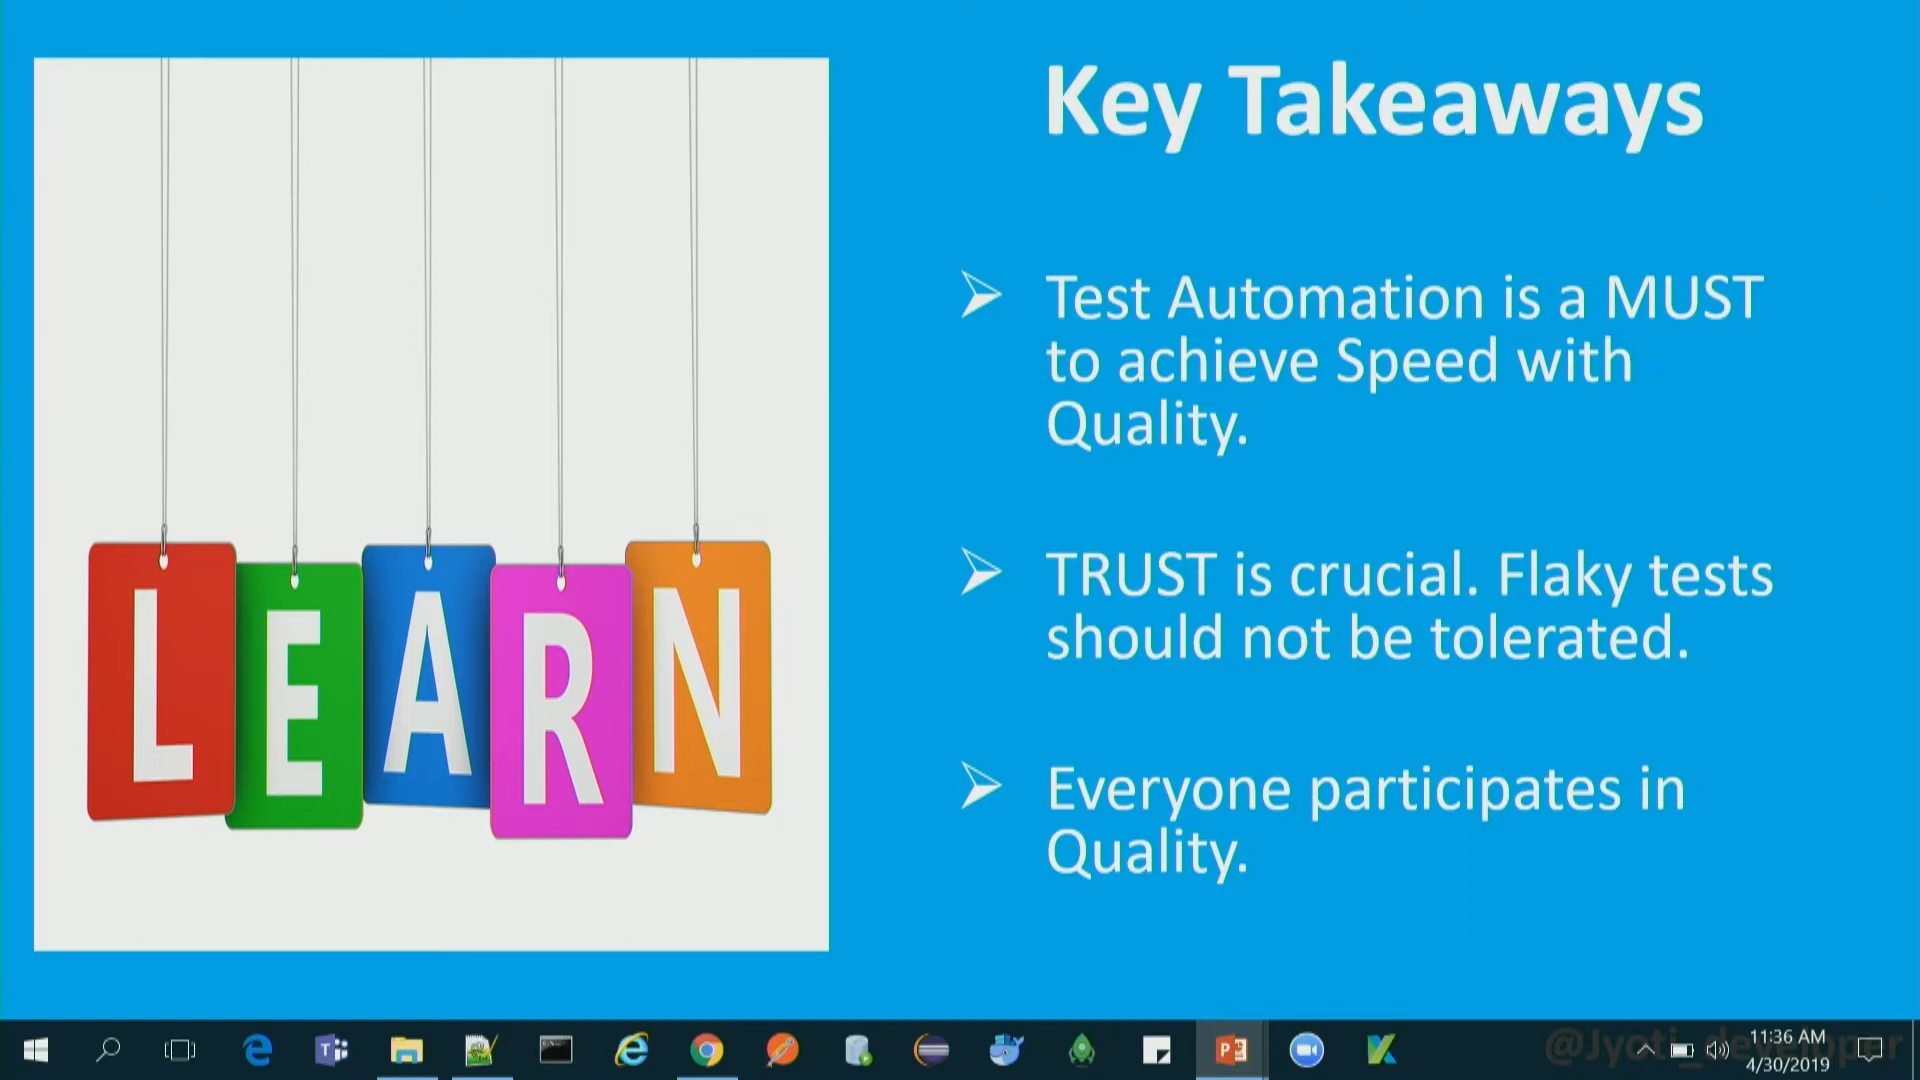 Key Takeaways
Test Automation is a MUST
to achieve Speed with
Quality.
TRUST is crucial. Flaky tests
should not be tolerated.
Everyone participates in
Quality.
LEARN
@Jyoti_developer
11:36 AM
4/30/2019